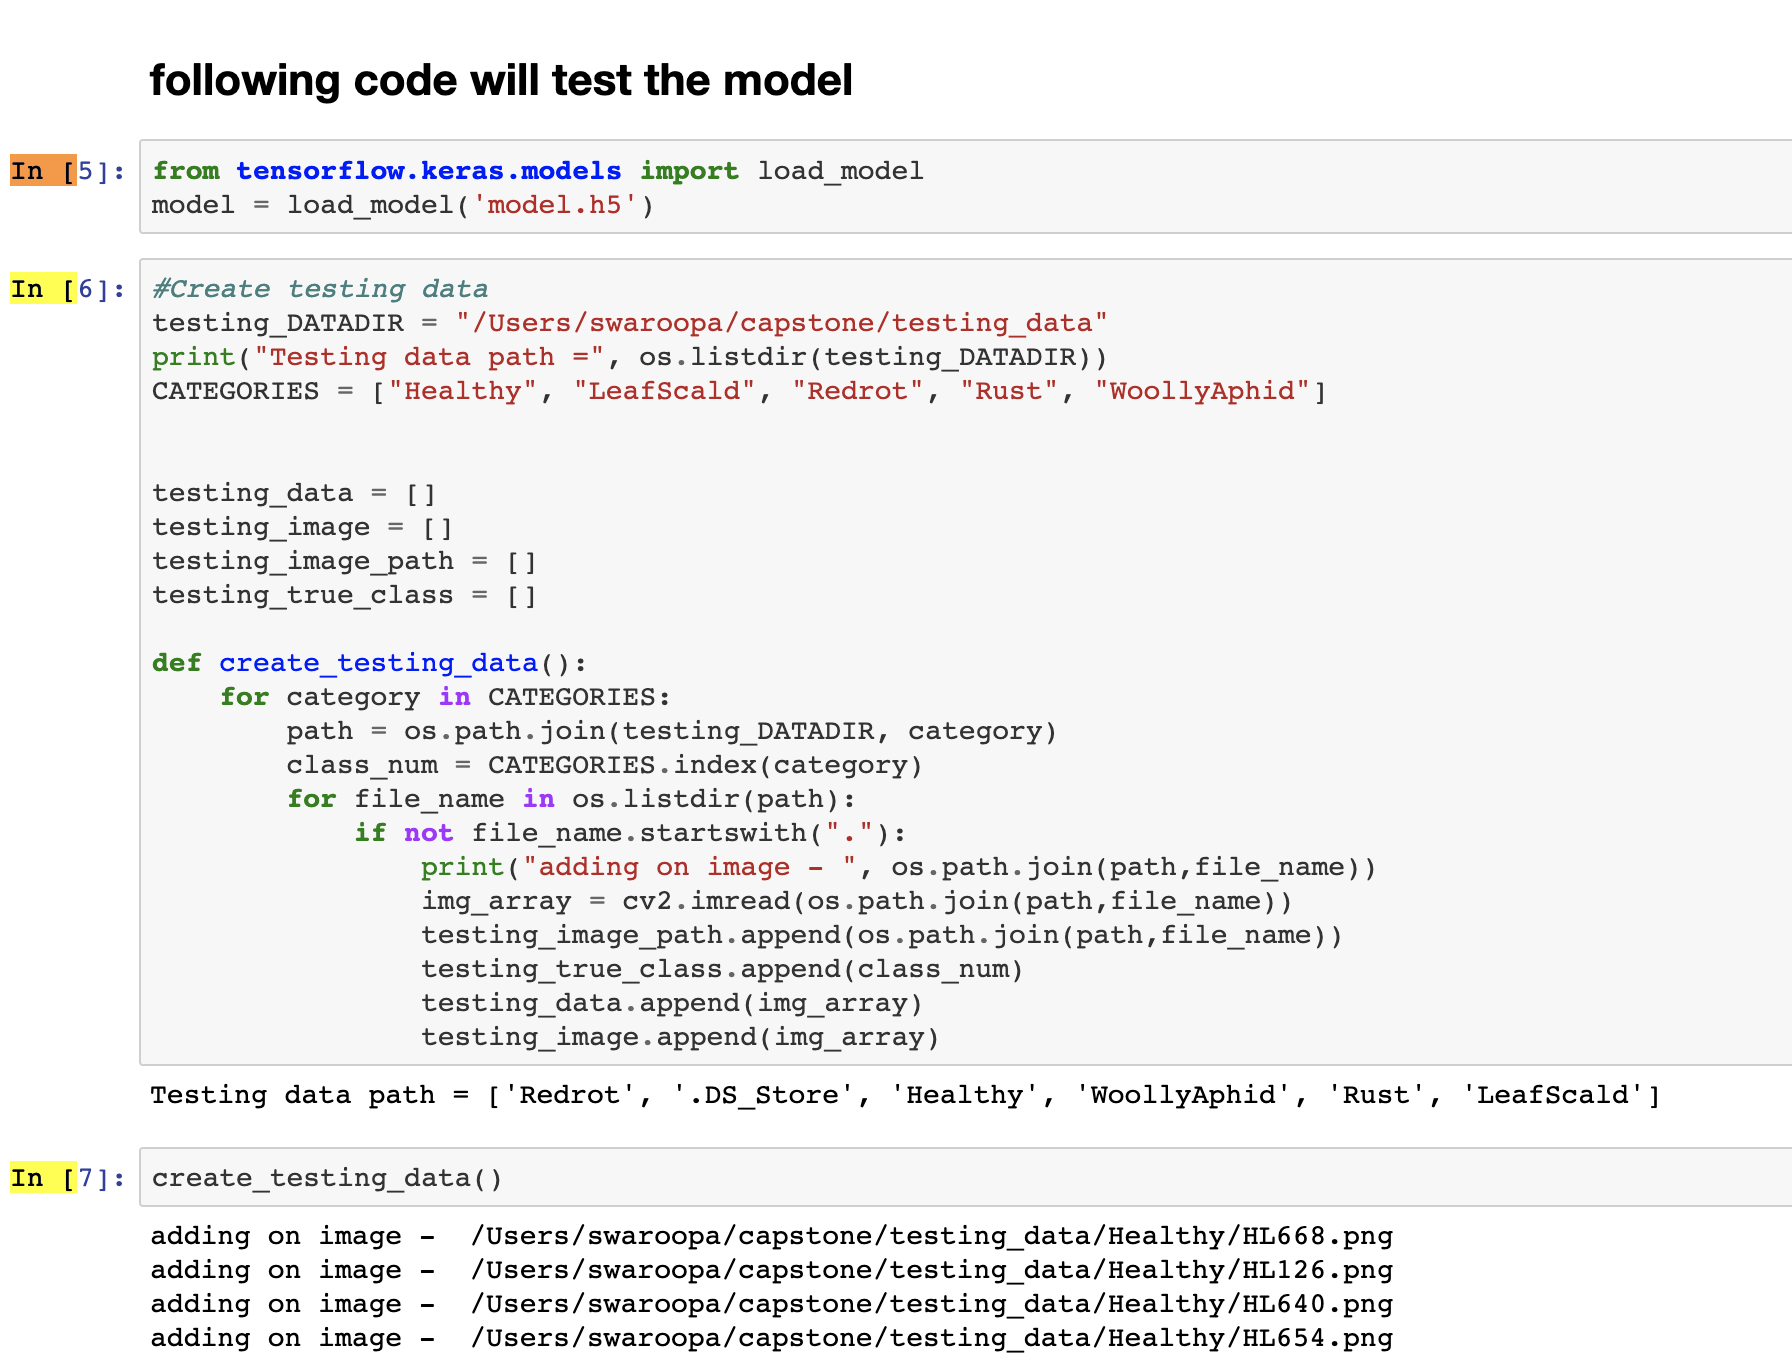 following code will test the model
In [5]: from tensorflow.keras.models import load_model
model = load_model('model.h5')
In [6]: #Create testing data
testing_DATADIR = "/Users/swaroopa/capstone/testing_data"
print("Testing data path =", os.listdir(testing_DATADIR))
CATEGORIES = ["Healthy", "LeafScald", "Redrot", "Rust", "WoollyAphid"]
testing_data = []
testing_image = []
testing_image_path = []
testing_true_class = []
def create_testing_data():
    for category in CATEGORIES:
        path = os.path.join(testing_DATADIR, category)
        class_num = CATEGORIES.index(category)
        for file_name in os.listdir(path):
            if not file_name.startswith("."):
                print("adding on image - ", os.path.join(path,file_name))
                img_array = cv2.imread(os.path.join(path,file_name))
                testing_image_path.append(os.path.join(path,file_name))
                testing_true_class.append(class_num)
                testing_data.append(img_array)
                testing_image.append(img_array)
Testing data path = ['Redrot', '.DS_Store', 'Healthy', 'WoollyAphid', 'Rust', 'LeafScald']
In [7]: create_testing_data()
adding on image -  /Users/swaroopa/capstone/testing_data/Healthy/HL668.png
adding on image -  /Users/swaroopa/capstone/testing_data/Healthy/HL126.png
adding on image -  /Users/swaroopa/capstone/testing_data/Healthy/HL640.png
adding on image -  /Users/swaroopa/capstone/testing_data/Healthy/HL654.png